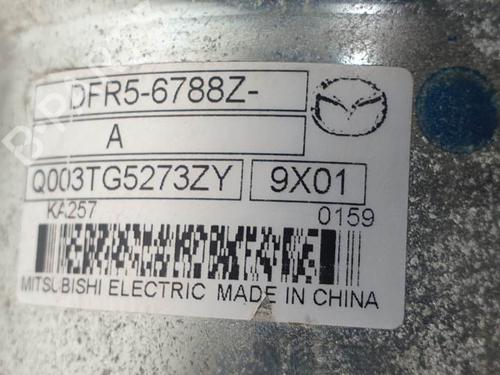 DFR5-6788Z-
A
Q003TG5273ZY 9X01
KA257 0159
MITSUBISHI ELECTRIC MADE IN CHINA